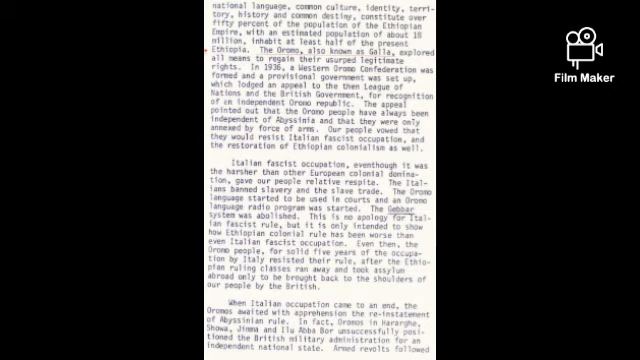 national language, common culture, identity, terri-
tory, history and common destiny, constitute over
fifty percent of the population of the Ethiopian
Empire, with an estimated population of about 18
million, inhabit at least half of the present
Ethiopia. The Oromo, also known as Galla, explored
all means to regain their usurped legitimate
rights. In 1936, a Western Oromo Confederation was
formed and a provisional government was set up,
which lodged an appeal to the then League of
Nations and the British Government, for recognition
of an independent Oromo republic. The appeal
pointed out that the Oromo people have always been
independent of Abyssinia and that they were only
annexed by force of arms. Our people vowed that
they would resist Italian fascist occupation, and
the restoration of Ethiopian colonialism as well.
Italian fascist occupation, eventhough it was
the harsher than other European colonial domina-
tion, gave our people relative respite. The Ital-
ians banned slavery and the slave trade. The Oromo
language started to be used in courts and an Oromo
language radio program was started. The Gebbar
system was abolished. This is no apology for Ital-
ian fascist rule, but it is only intended to show
how Ethiopian colonial rule has been worse than
even Italian fascist occupation. Even then, the
Oromo people, for solid five years of the occupa-
tion by Italy resisted their rule, after the Ethio-
pian ruling classes ran away and took assylum
abroad only to be brought back to the shoulders of
our people by the British.
When Italian occupation came to an end, the
Oromos awaited with apprehension the re-instatement
of Abyssinian rule. In fact, Oromos in Hararghe,
Showa, Jimma and Ilu Abba Bor unsuccessfully posi-
tioned the British military administration for an
independent national state. Armed revolts followed
Film Maker